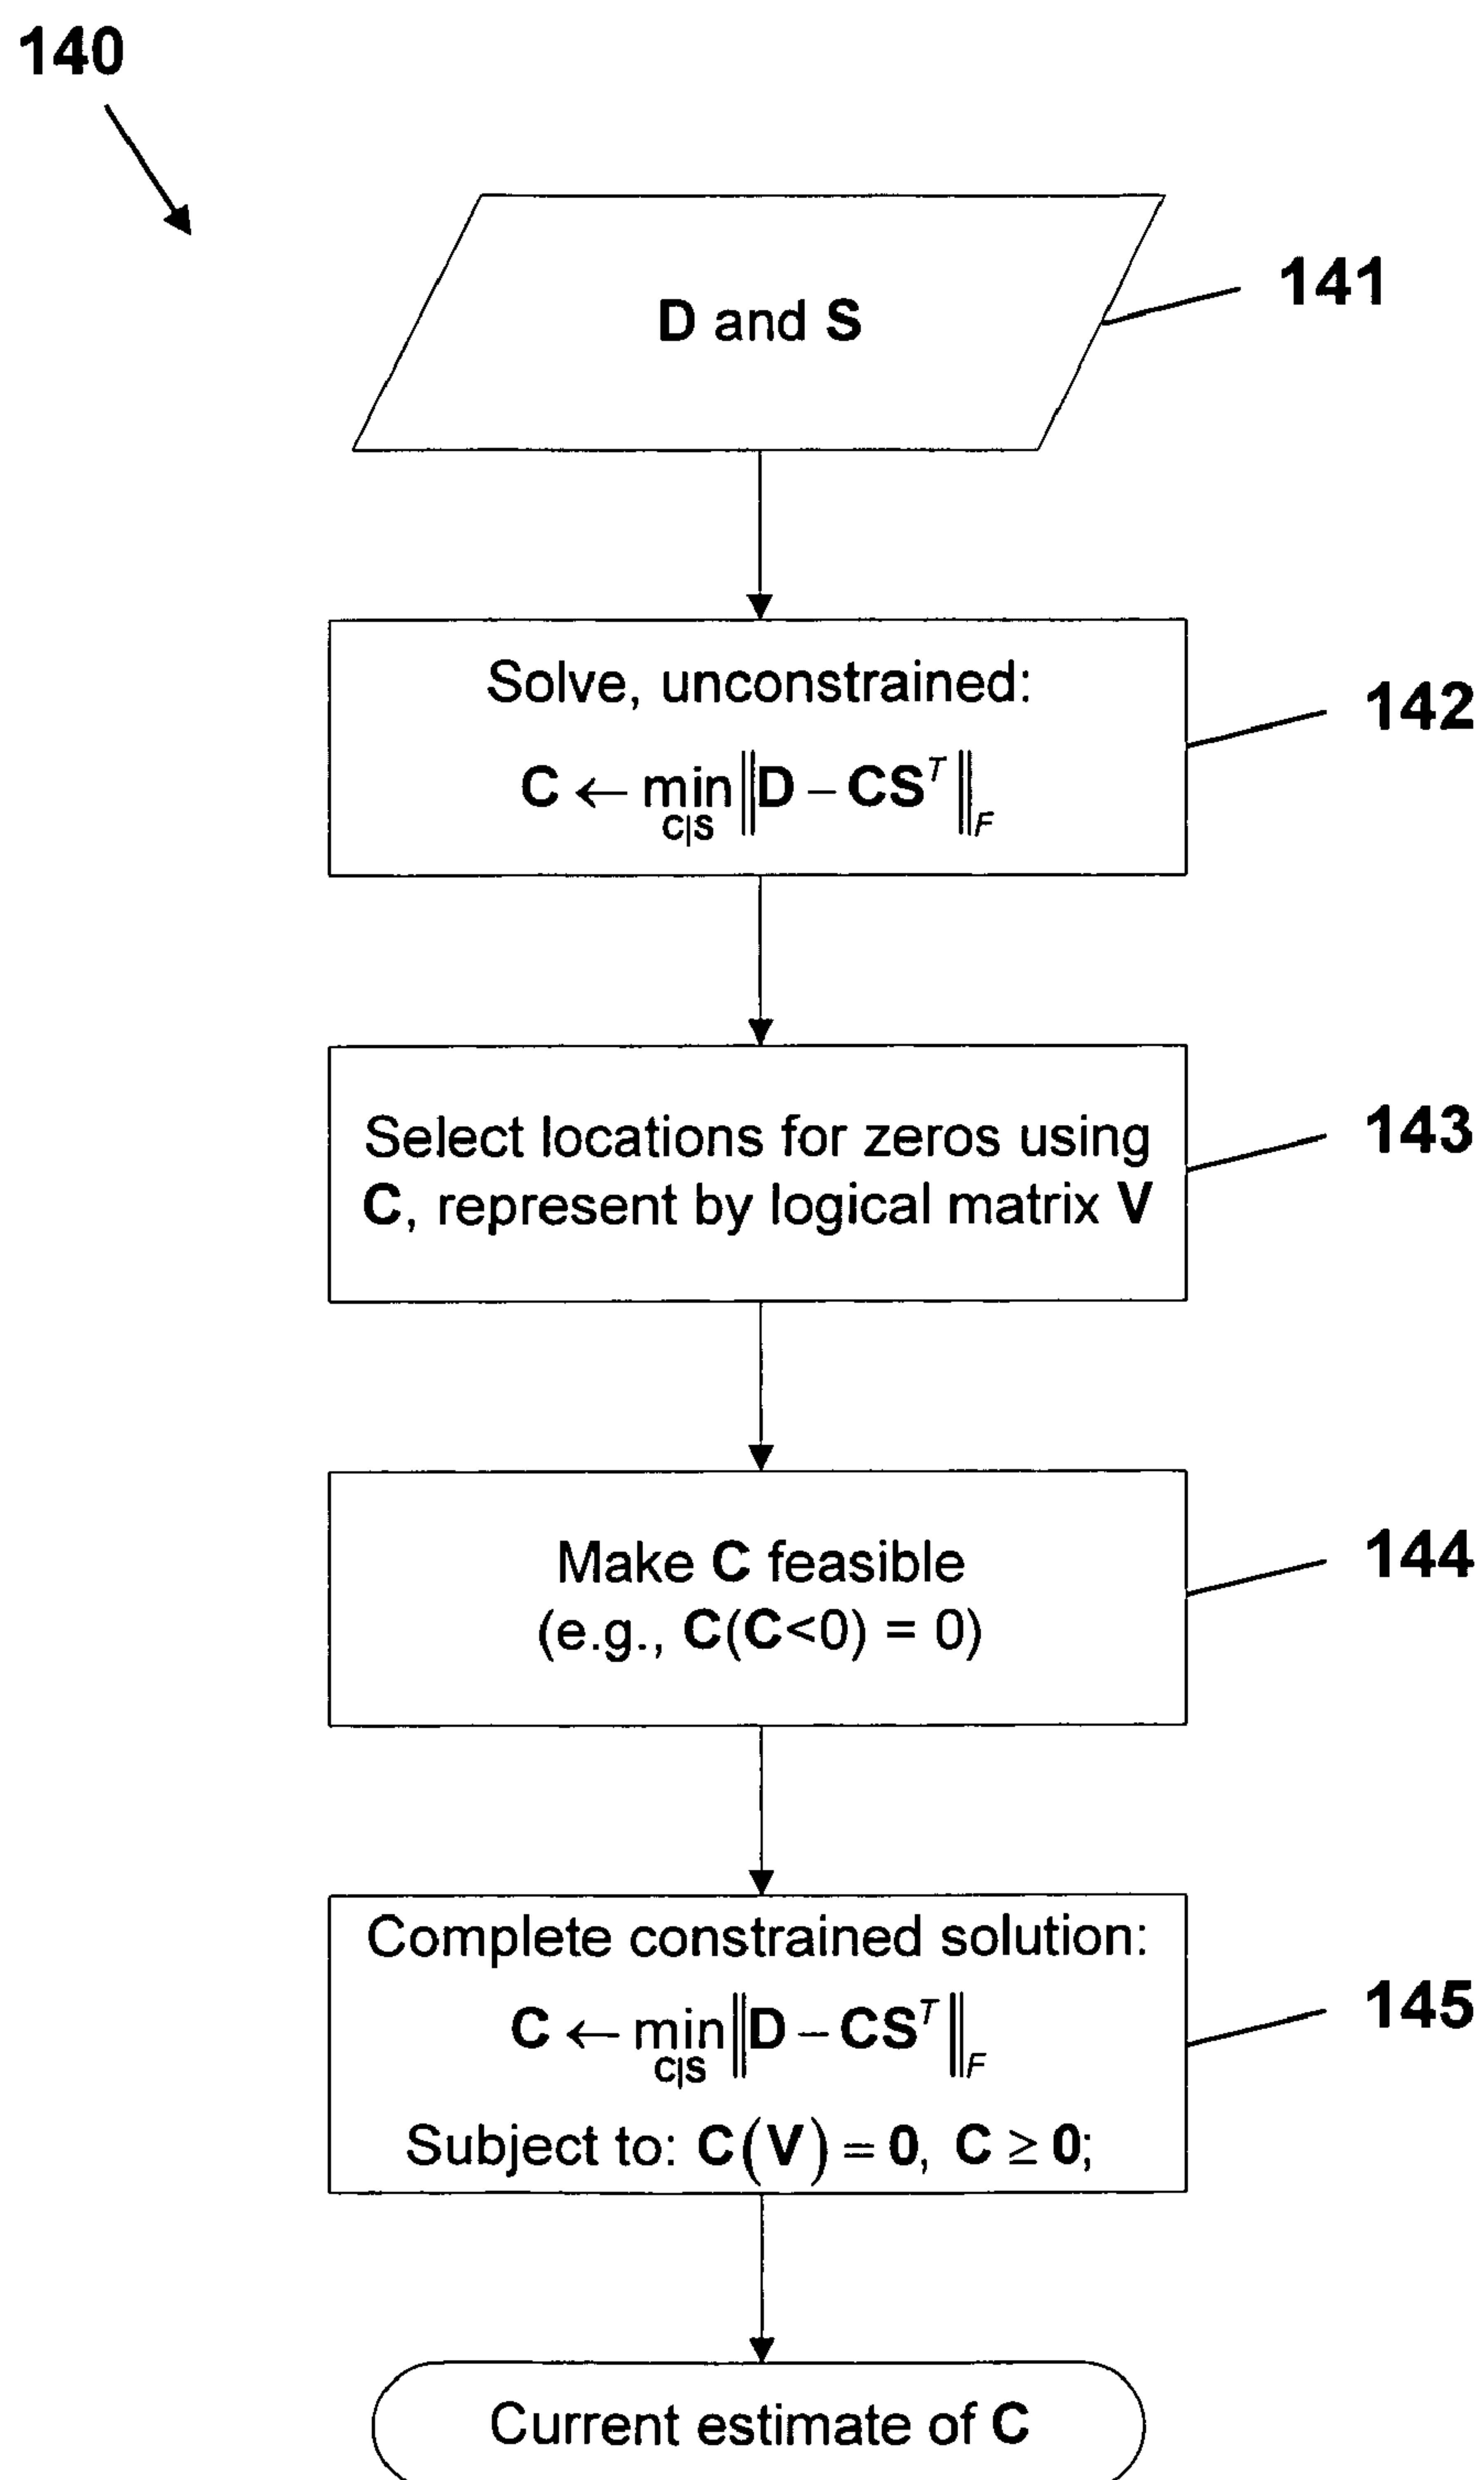 140
D and S
141
Solve, unconstrained:
C ← min ‖D – CS^T‖_F
C|S
142
Select locations for zeros using
C, represent by logical matrix V
143
Make C feasible
(e.g., C(C<0) = 0)
144
Complete constrained solution:
C ← min ‖D – CS^T‖_F
C|S
Subject to: C(V) = 0, C ≥ 0;
145
Current estimate of C